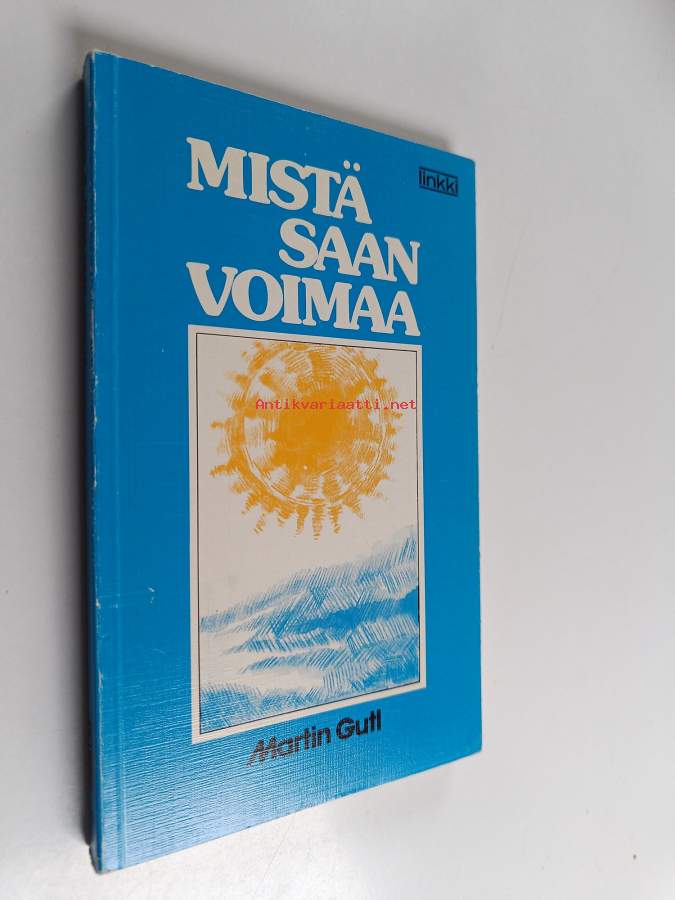 MISTÄ
linkki
SAAN
VOIMAA
Antikvariaatti.net
Martin Gutl